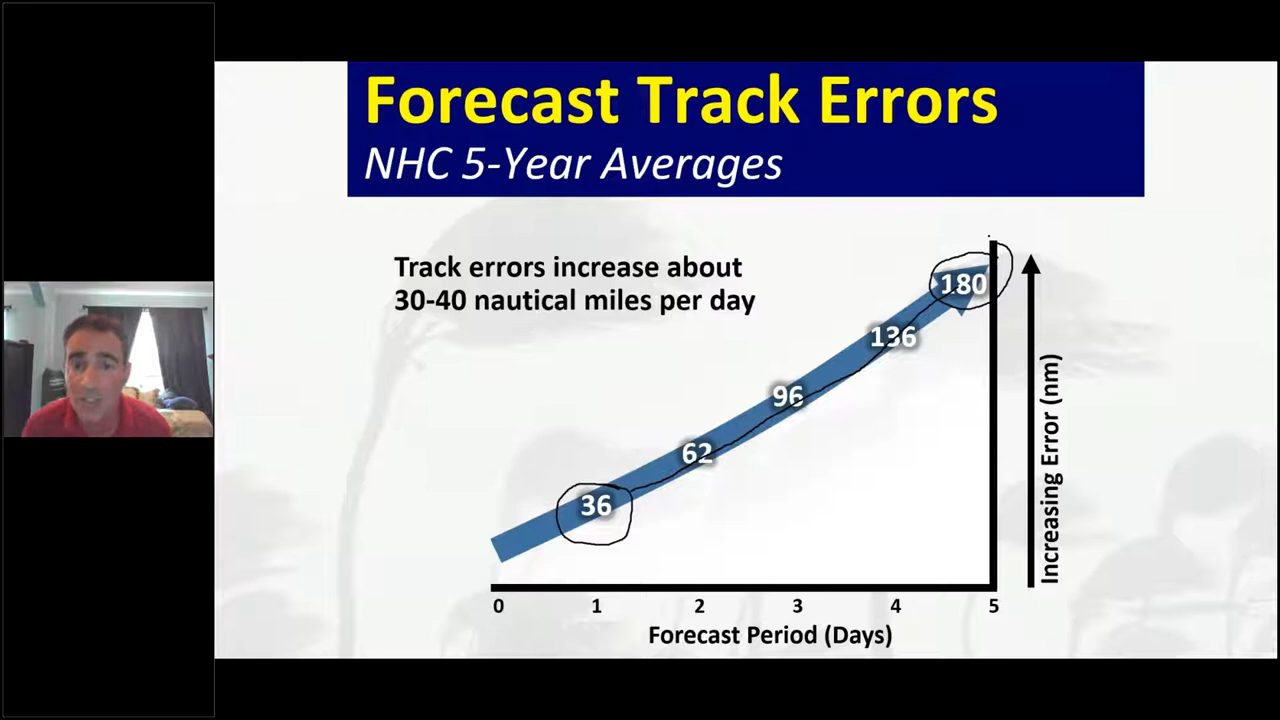 Forecast Track Errors
NHC 5-Year Averages
Track errors increase about
30-40 nautical miles per day
180
136
96
62
36
Increasing Error (nm)
0 1 2 3 4 5
Forecast Period (Days)